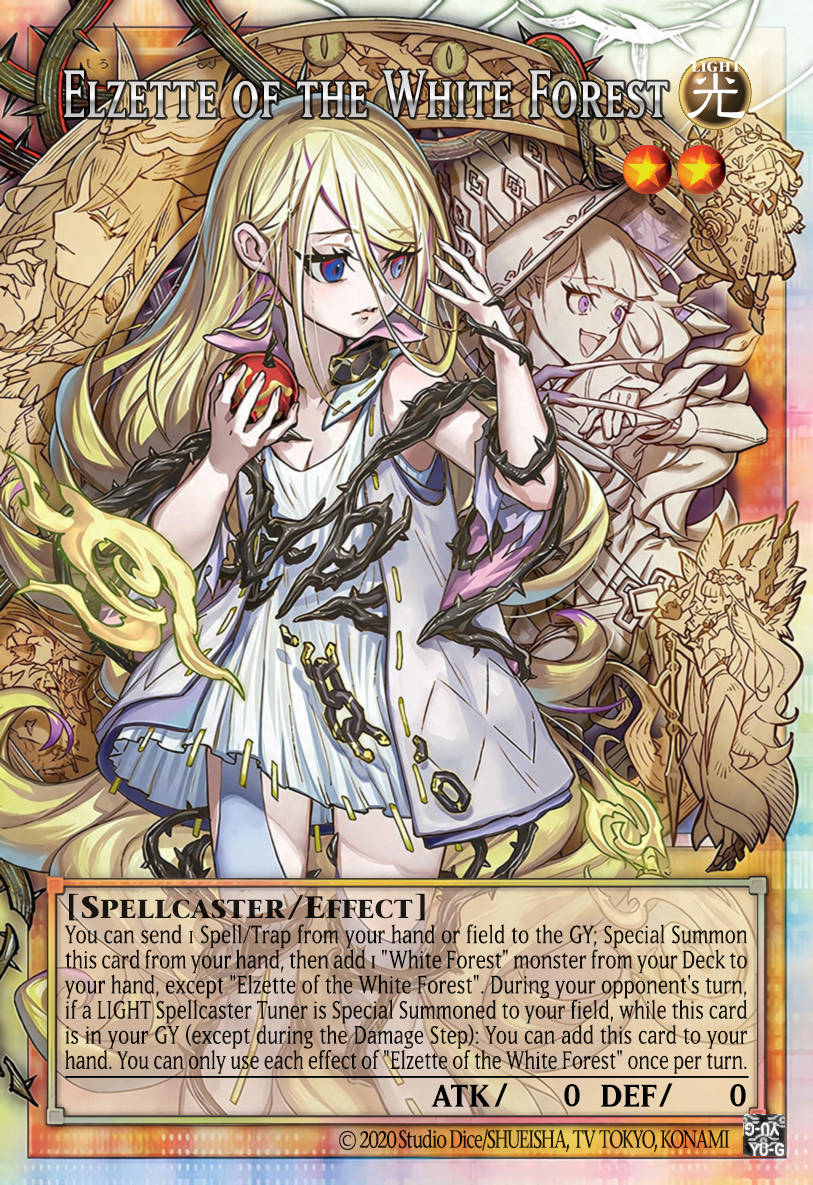 しろ
ELZETTE OF THE WHITE FOREST
LIGHT
光
[SPELLCASTER/EFFECT]
You can send 1 Spell/Trap from your hand or field to the GY; Special Summon
this card from your hand, then add 1 "White Forest" monster from your Deck to
your hand, except "Elzette of the White Forest". During your opponent's turn,
if a LIGHT Spellcaster Tuner is Special Summoned to your field, while this card
is in your GY (except during the Damage Step): You can add this card to your
hand. You can only use each effect of "Elzette of the White Forest" once per turn.
ATK/ 0 DEF/ 0
© 2020 Studio Dice/SHUEISHA, TV TOKYO, KONAMI
YU-G
YU-G